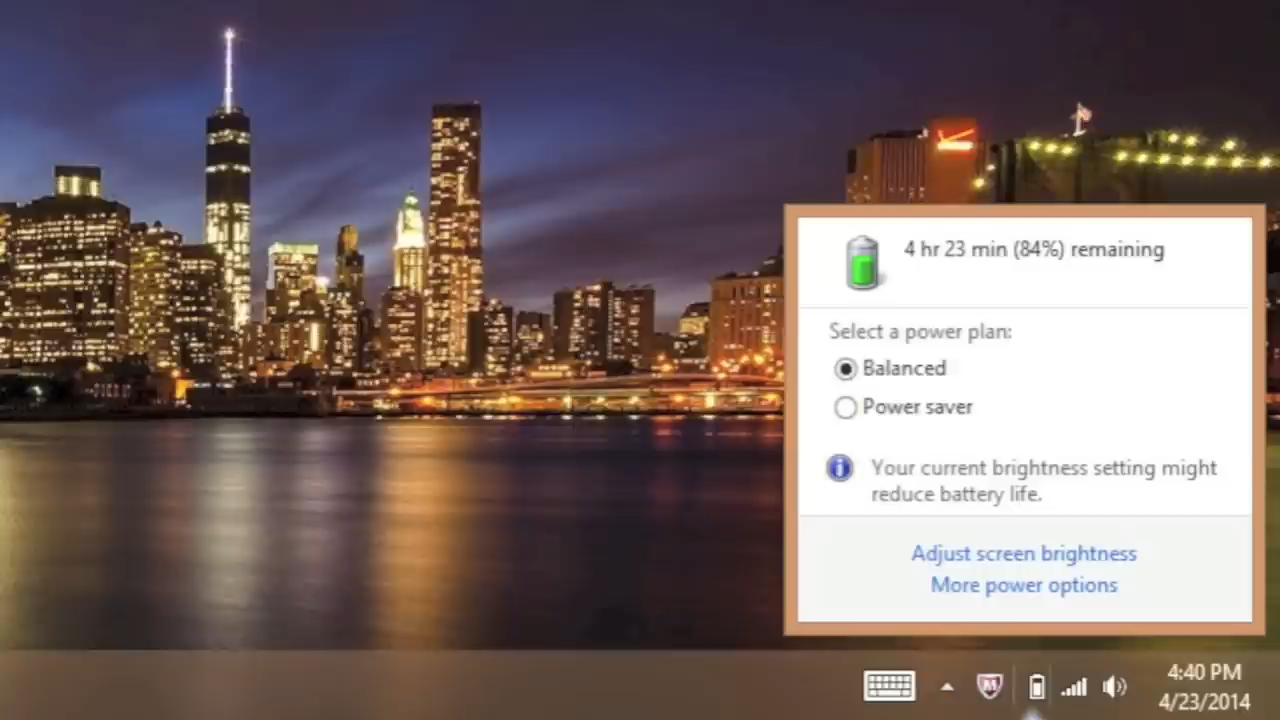 4 hr 23 min (84%) remaining
Select a power plan:
Balanced
Power saver
Your current brightness setting might
reduce battery life.
Adjust screen brightness
More power options
4:40 PM
4/23/2014